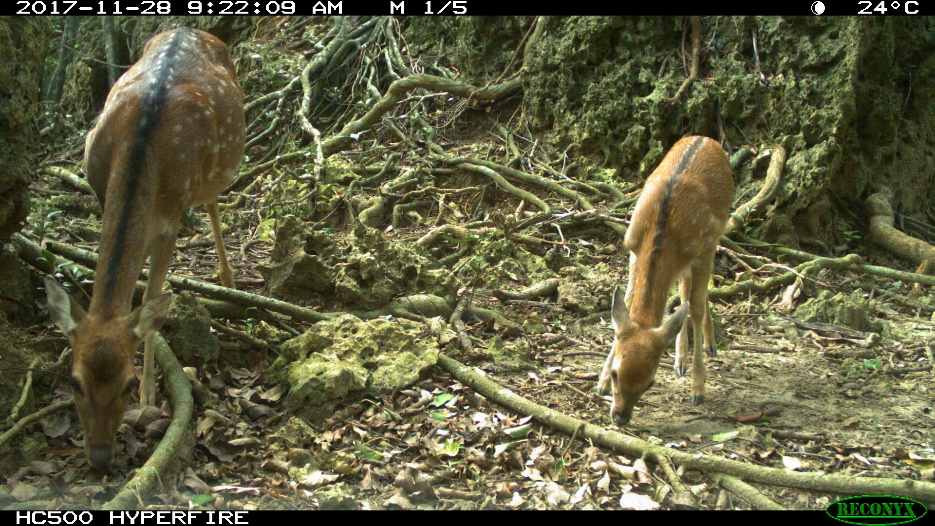 2017-11-28 9:22:09 AM M 1/5 24°C
HC500 HYPERFIRE RECONYX